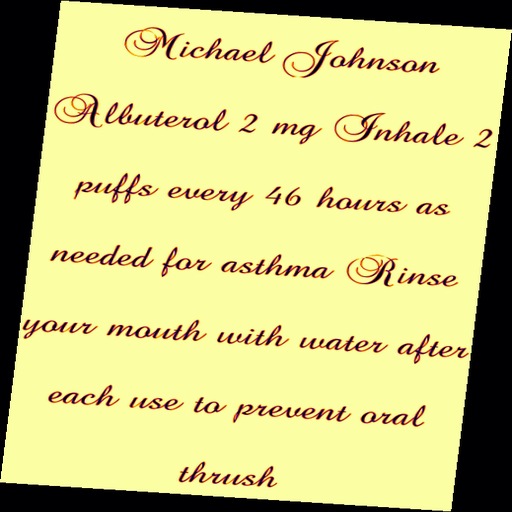 Michael Johnson
Albuterol 2 mg Inhale 2
puffs every 46 hours as
needed for asthma Rinse
your mouth with water after
each use to prevent oral
thrush